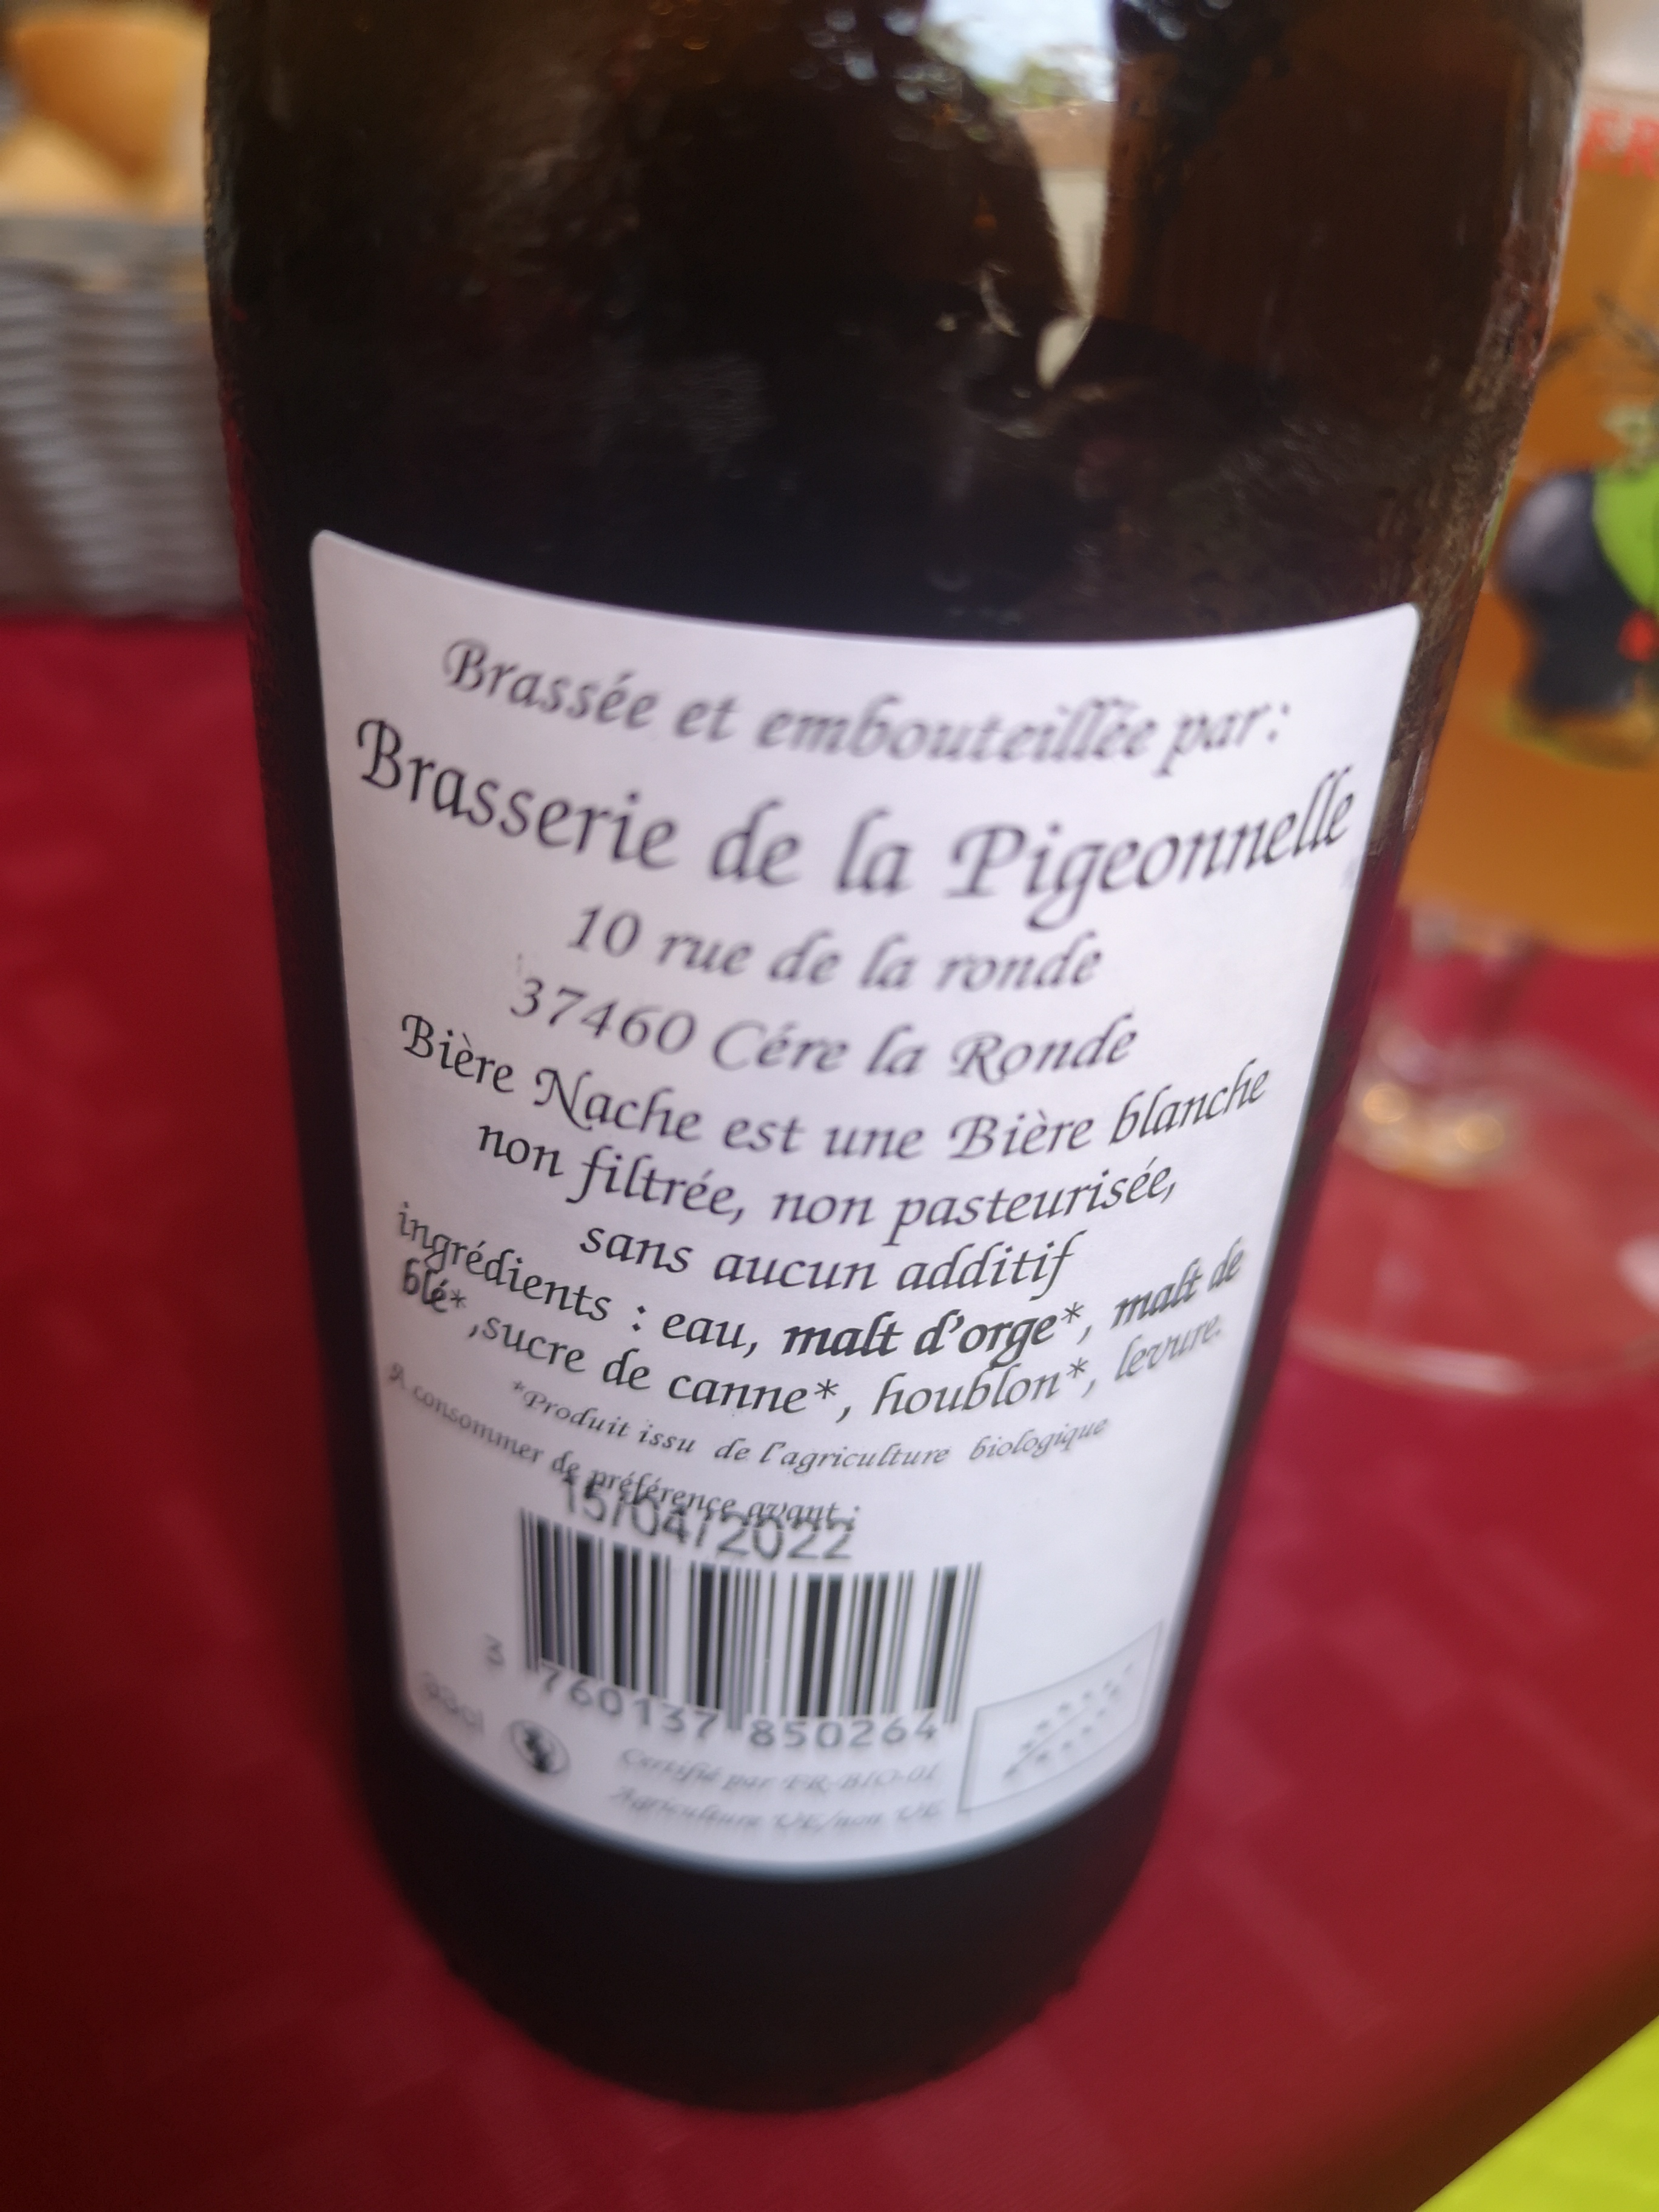 Brassée et embouteillée par :
Brasserie de la Pigeonnelle
10 rue de la ronde
37460 Cére la Ronde
Bière Nache est une Bière blanche
non filtrée, non pasteurisée,
sans aucun additif
ingrédients : eau, malt d'orge*, malt de
blé* ,sucre de canne*, houblon*, levure.
*Produit issu de l'agriculture biologique
A consommer de préférence avant :
15/04/2022
3 760137 850264
33cl
Certifié par FR-BIO-01
Agriculture UE/non UE
ER